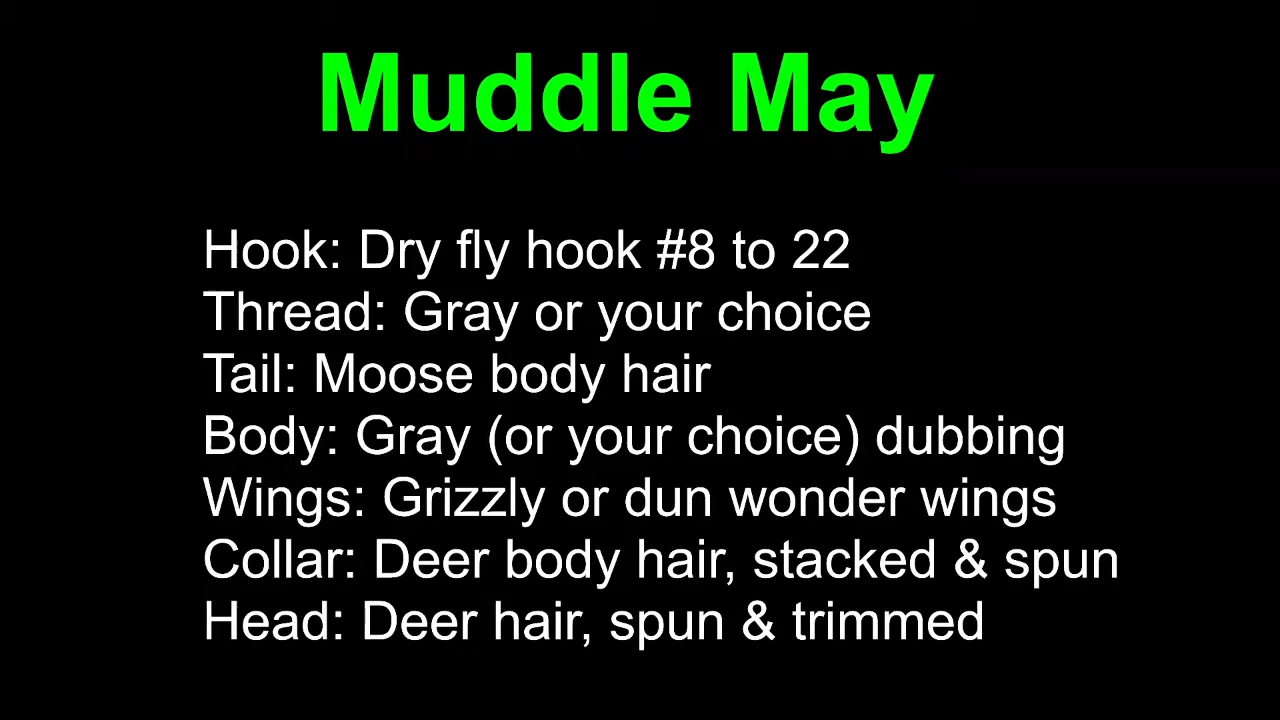 Muddle May
Hook: Dry fly hook #8 to 22
Thread: Gray or your choice
Tail: Moose body hair
Body: Gray (or your choice) dubbing
Wings: Grizzly or dun wonder wings
Collar: Deer body hair, stacked & spun
Head: Deer hair, spun & trimmed